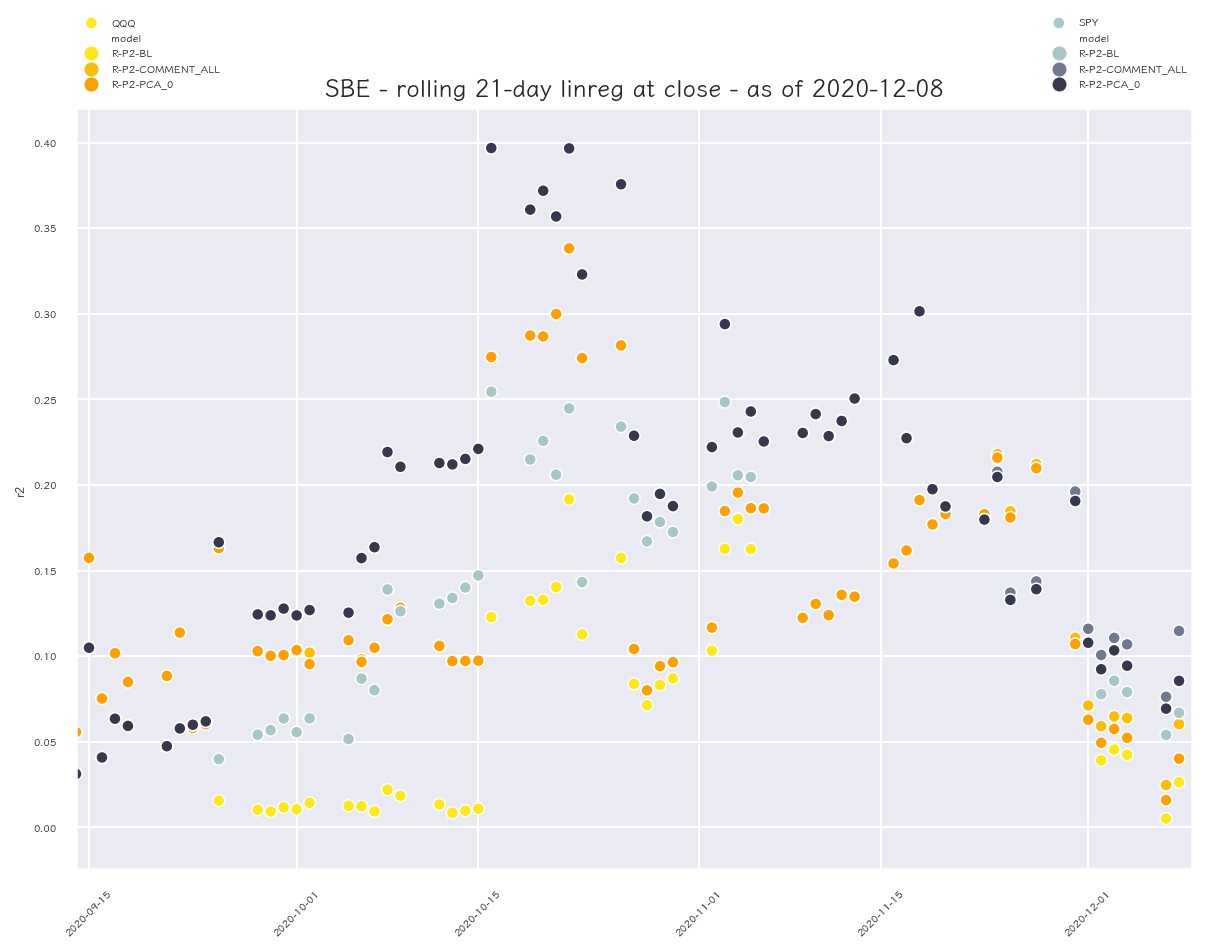 QQQ
model
R-P2-BL
R-P2-COMMENT_ALL
R-P2-PCA_0
SPY
model
R-P2-BL
R-P2-COMMENT_ALL
R-P2-PCA_0
SBE - rolling 21-day linreg at close - as of 2020-12-08
0.40
0.35
0.30
0.25
0.20
0.15
0.10
0.05
0.00
r2
2020-09-15
2020-10-01
2020-10-15
2020-11-01
2020-11-15
2020-12-01